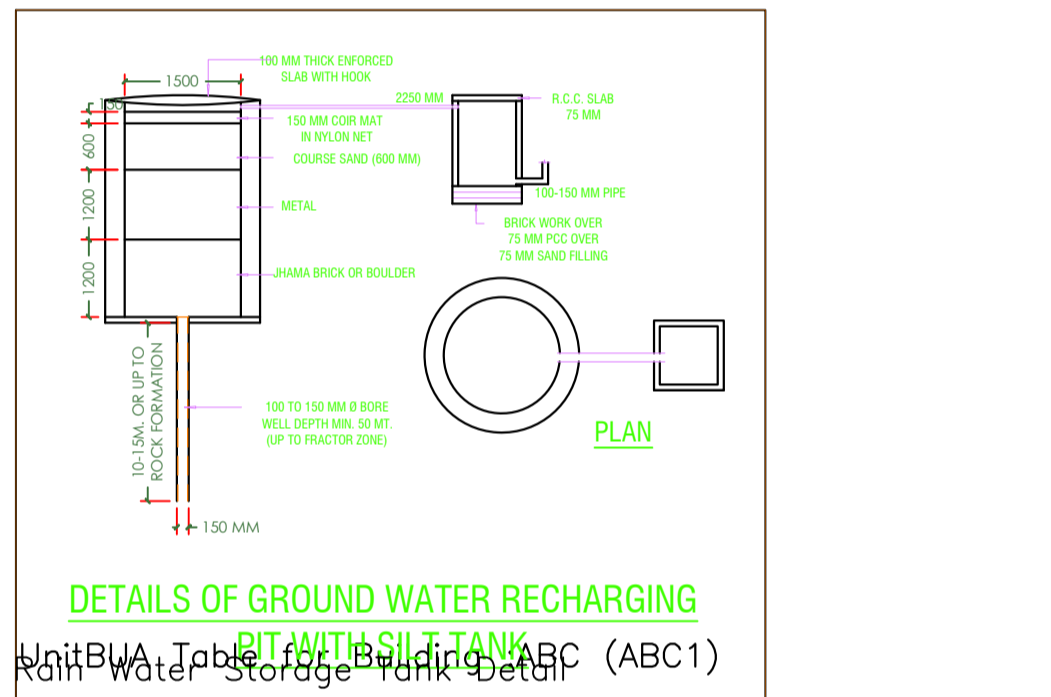 100 MM THICK ENFORCED
SLAB WITH HOOK
1500
150
2250 MM
R.C.C. SLAB
75 MM
150 MM COIR MAT
IN NYLON NET
600
COURSE SAND (600 MM)
100-150 MM PIPE
1200
METAL
BRICK WORK OVER
75 MM PCC OVER
75 MM SAND FILLING
1200
JHAMA BRICK OR BOULDER
10-15M. OR UP TO
ROCK FORMATION
100 TO 150 MM Ø BORE
WELL DEPTH MIN. 50 MT.
(UP TO FRACTOR ZONE)
PLAN
150 MM
DETAILS OF GROUND WATER RECHARGING
PIT WITH SILT TANK
UnitBUA Table for Building :ABC (ABC1)
Rain Water Storage Tank Detail